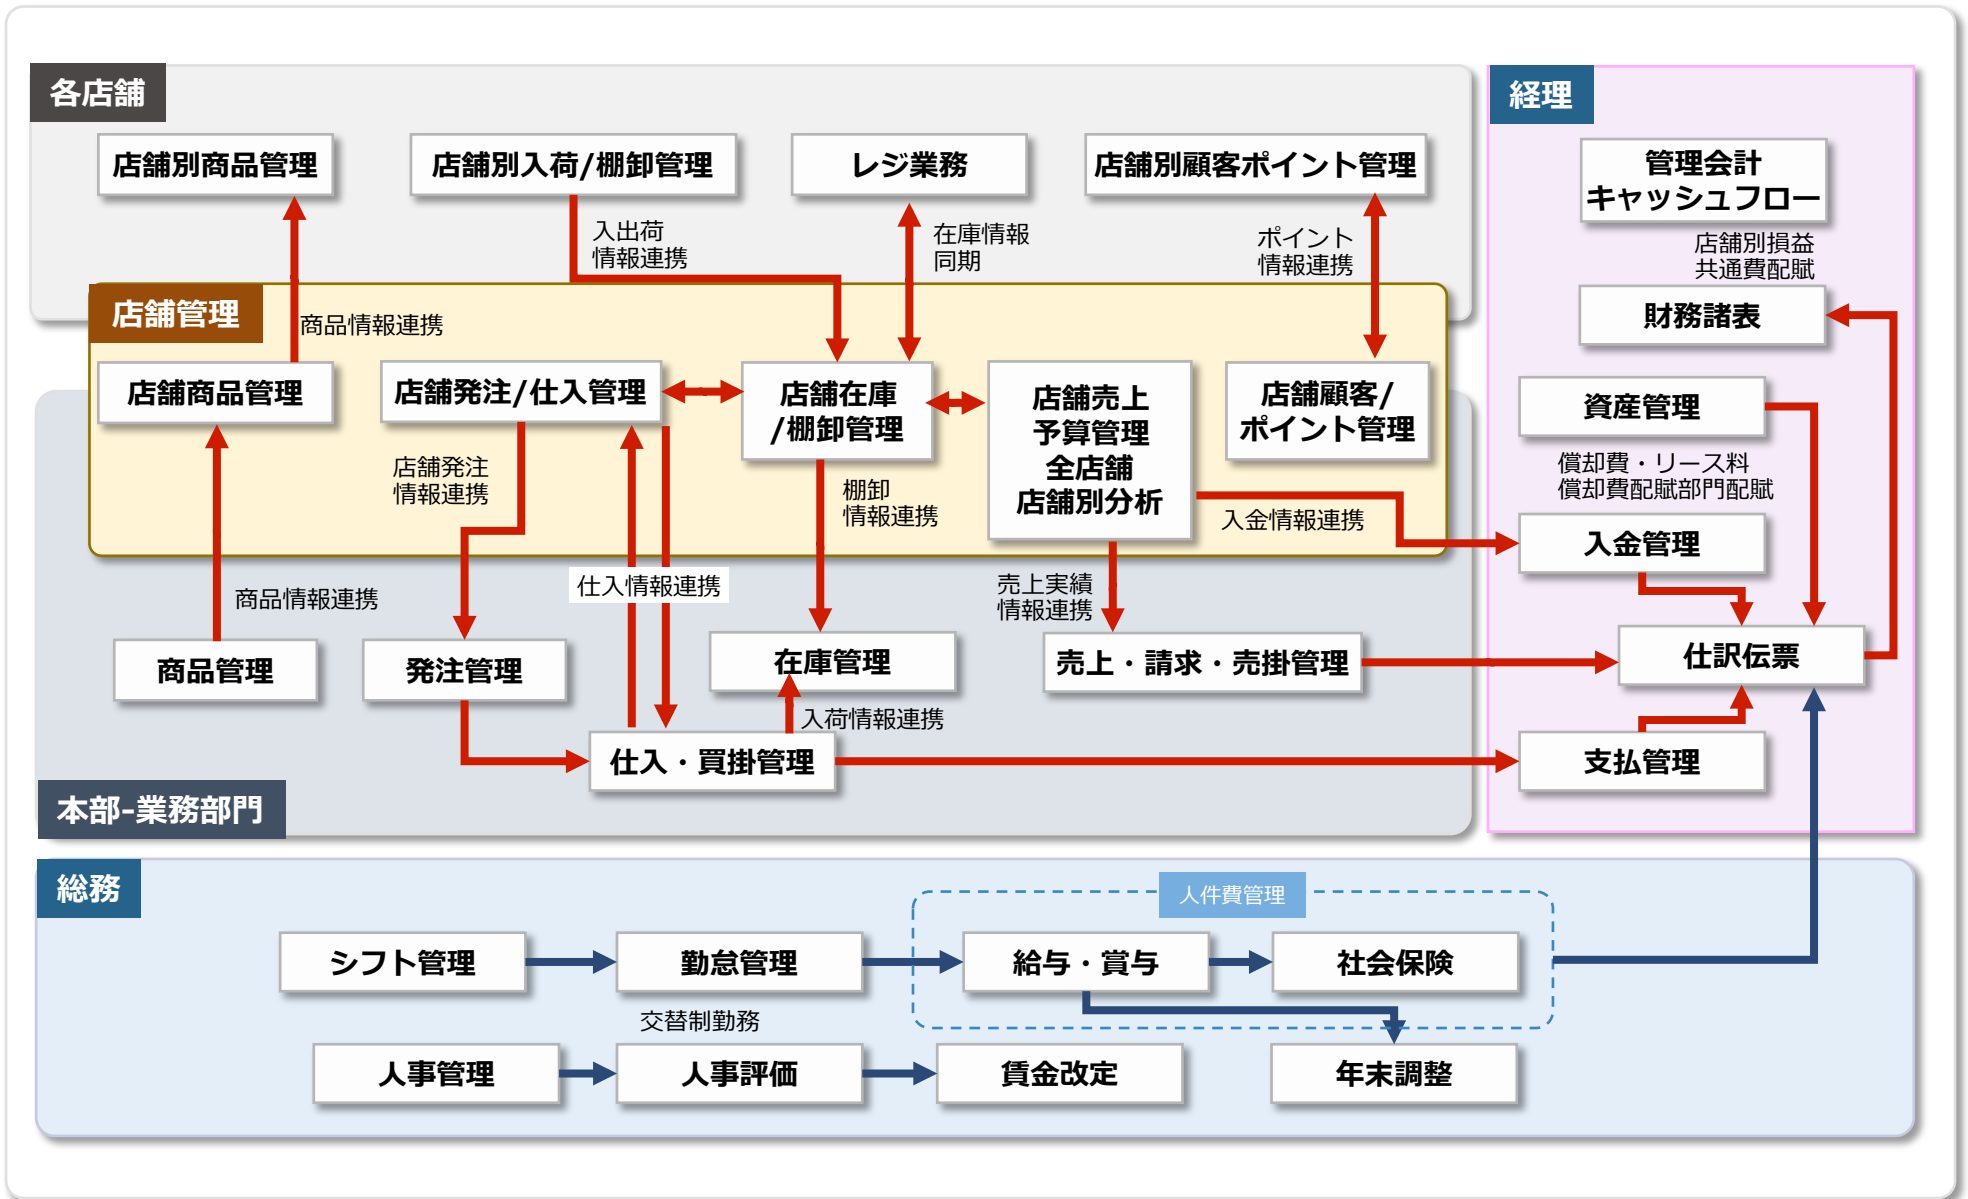 各店舗
店舗別商品管理
店舗別入荷/棚卸管理
レジ業務
店舗別顧客ポイント管理
入出荷
情報連携
在庫情報
同期
ポイント
情報連携
店舗管理
商品情報連携
店舗商品管理
店舗発注/仕入管理
店舗在庫
/棚卸管理
店舗売上
予算管理
全店舗
店舗別分析
店舗顧客/
ポイント管理
店舗発注
情報連携
棚卸
情報連携
入金情報連携
商品情報連携
仕入情報連携
売上実績
情報連携
商品管理
発注管理
在庫管理
売上・請求・売掛管理
入荷情報連携
仕入・買掛管理
本部-業務部門
経理
管理会計
キャッシュフロー
店舗別損益
共通費配賦
財務諸表
資産管理
償却費・リース料
償却費配賦部門配賦
入金管理
仕訳伝票
支払管理
総務
人件費管理
シフト管理
勤怠管理
給与・賞与
社会保険
交替制勤務
人事管理
人事評価
賃金改定
年末調整